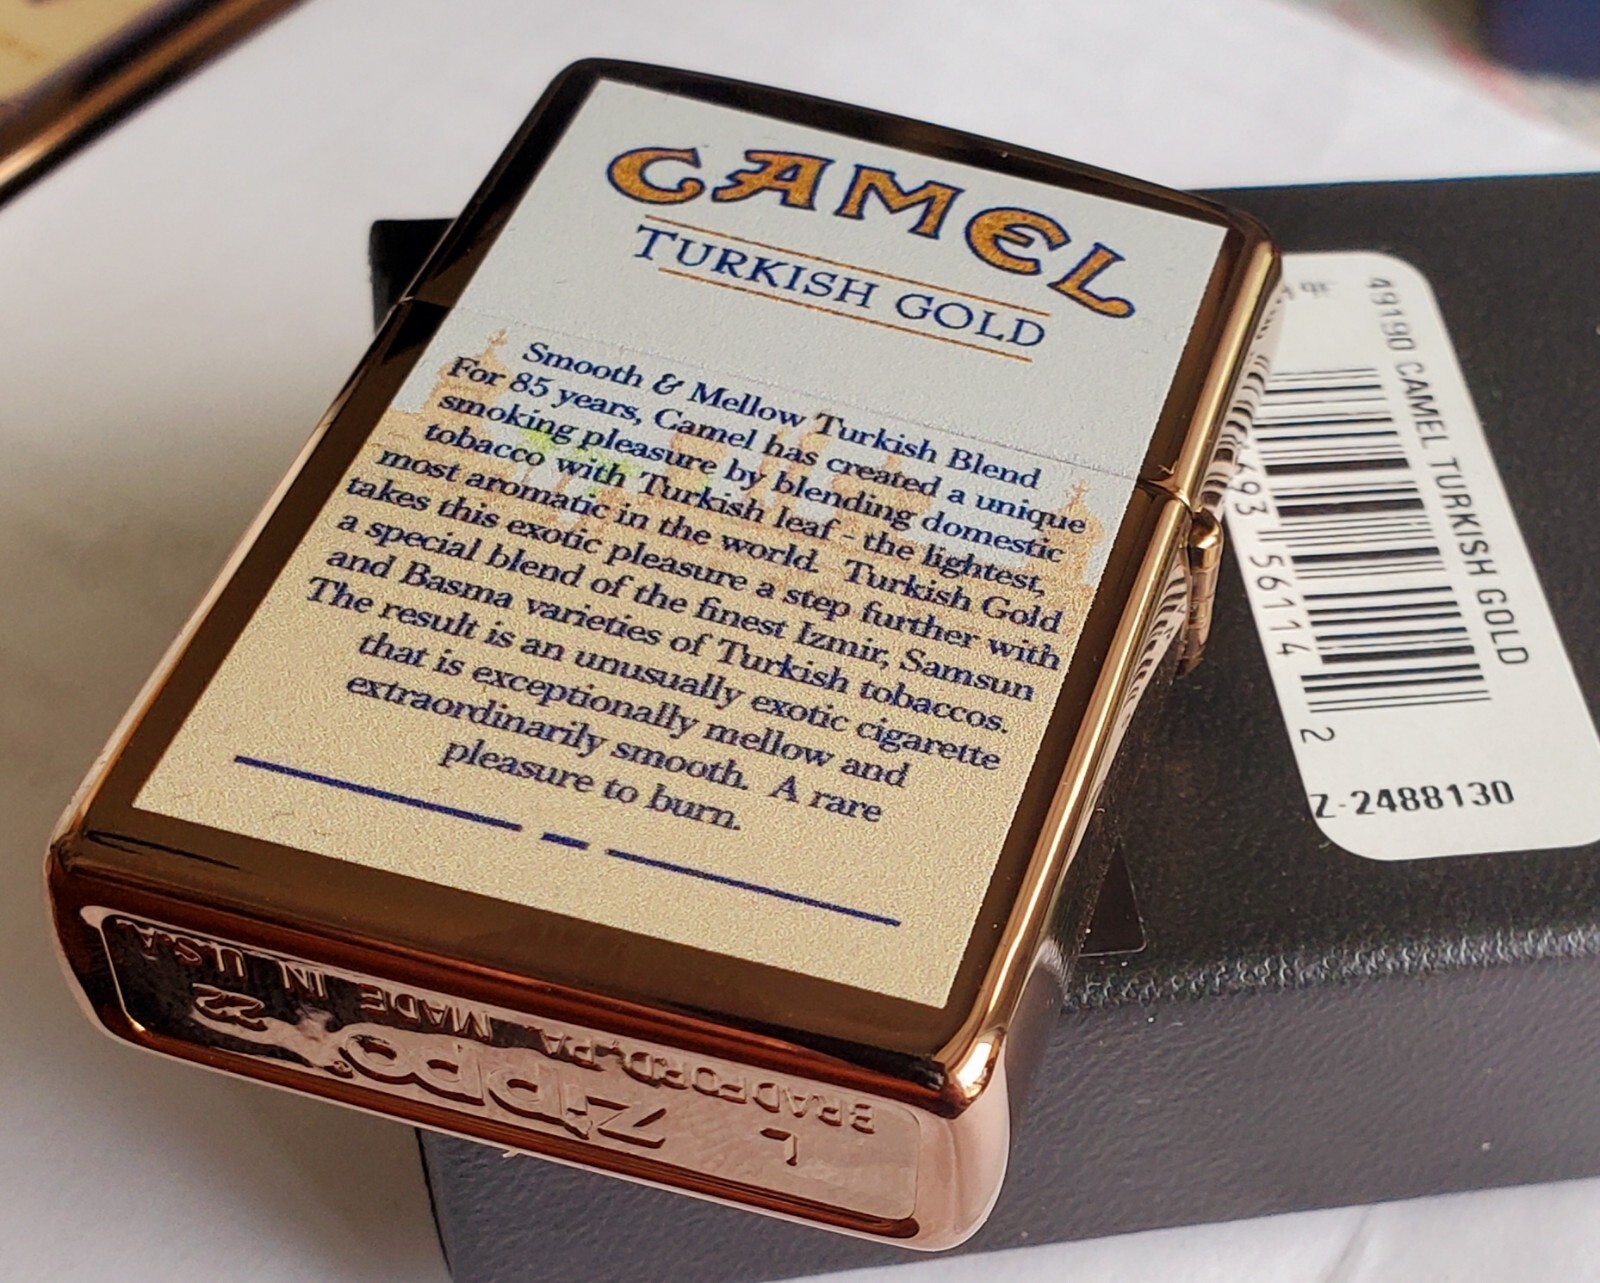 CAMEL
TURKISH GOLD
Smooth & Mellow Turkish Blend
For 85 years, Camel has created a unique
smoking pleasure by blending domestic
tobacco with Turkish leaf - the lightest,
most aromatic in the world. Turkish Gold
takes this exotic pleasure a step further with
a special blend of the finest Izmir, Samsun
and Basma varieties of Turkish tobaccos.
The result is an unusually exotic cigarette
that is exceptionally mellow and
extraordinarily smooth. A rare
pleasure to burn.
L
BRADFORD, PA. MADE IN U.S.A.
Zippo®
22
49190 CAMEL TURKISH GOLD
693 56114 2
Z-2488130